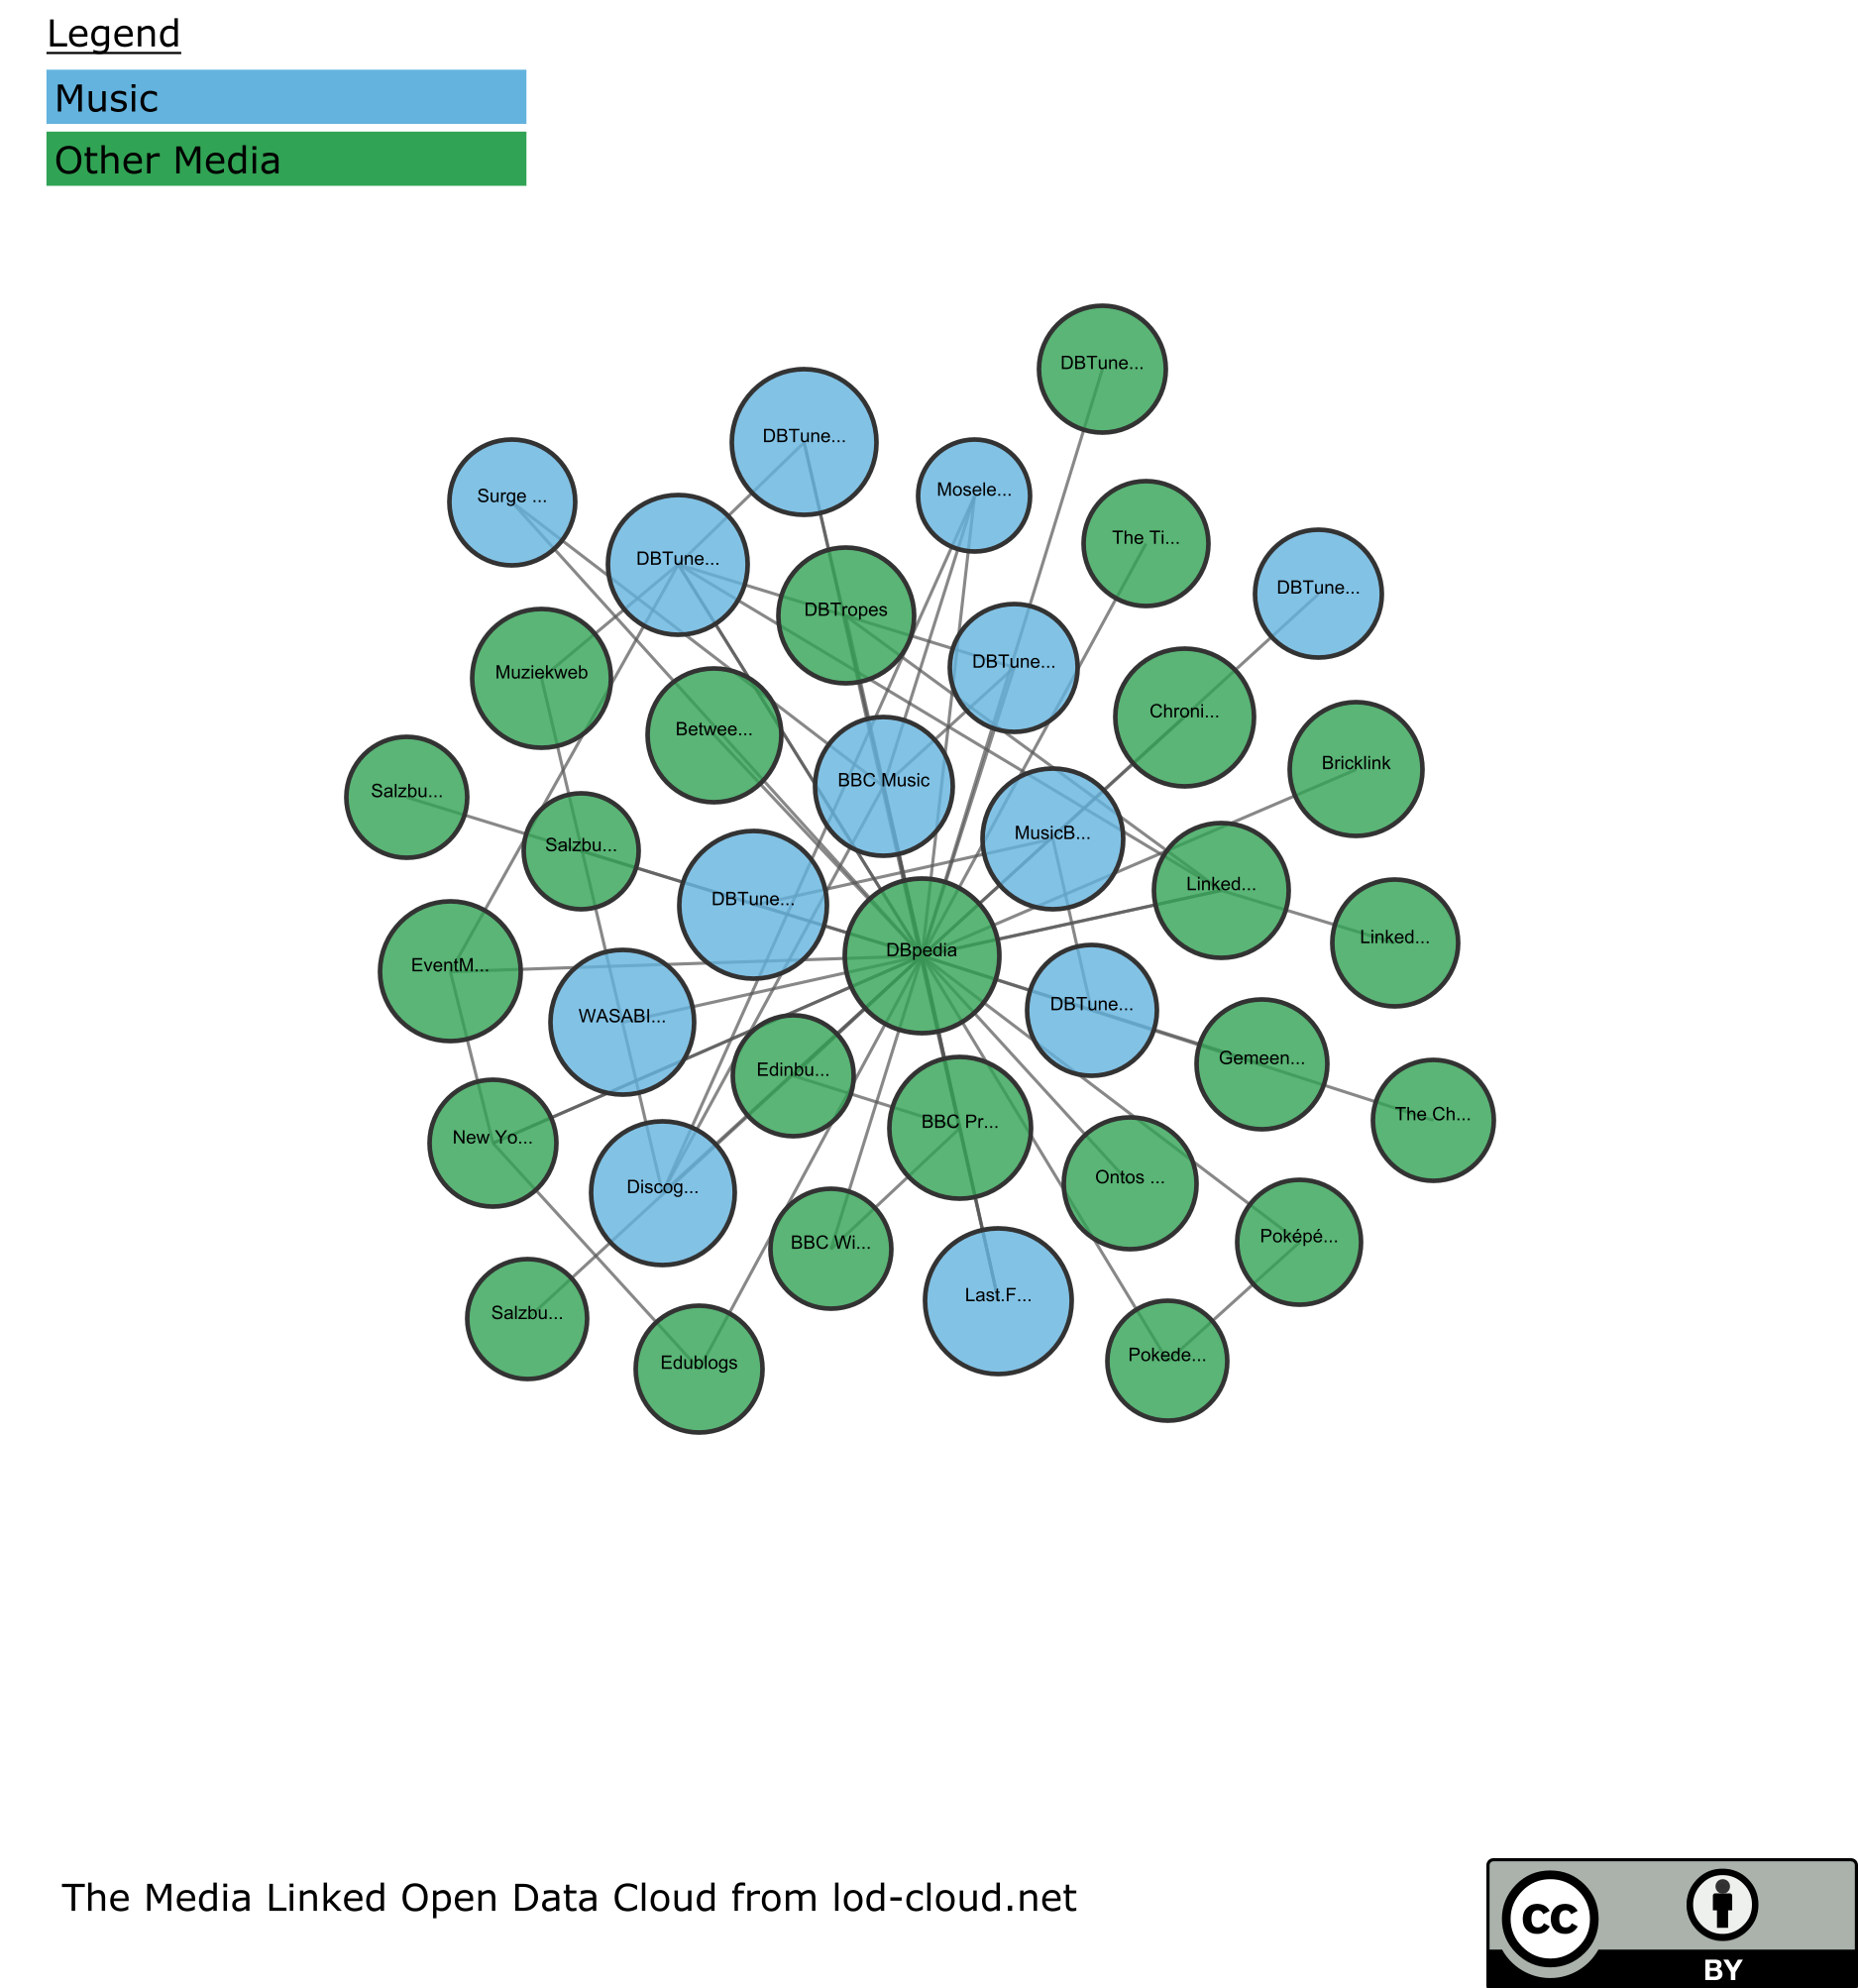 Legend
Music
Other Media
DBTune...
DBTune...
Mosele...
Surge ...
The Ti...
DBTune...
DBTune...
DBTropes
DBTune...
Muziekweb
Chroni...
Betwee...
Bricklink
BBC Music
Salzbu...
MusicB...
Salzbu...
Linked...
DBTune...
Linked...
DBpedia
EventM...
DBTune...
WASABI...
Gemeen...
Edinbu...
The Ch...
BBC Pr...
New Yo...
Ontos ...
Discog...
Poképé...
BBC Wi...
Last.F...
Salzbu...
Pokede...
Edublogs
The Media Linked Open Data Cloud from lod-cloud.net
cc
BY